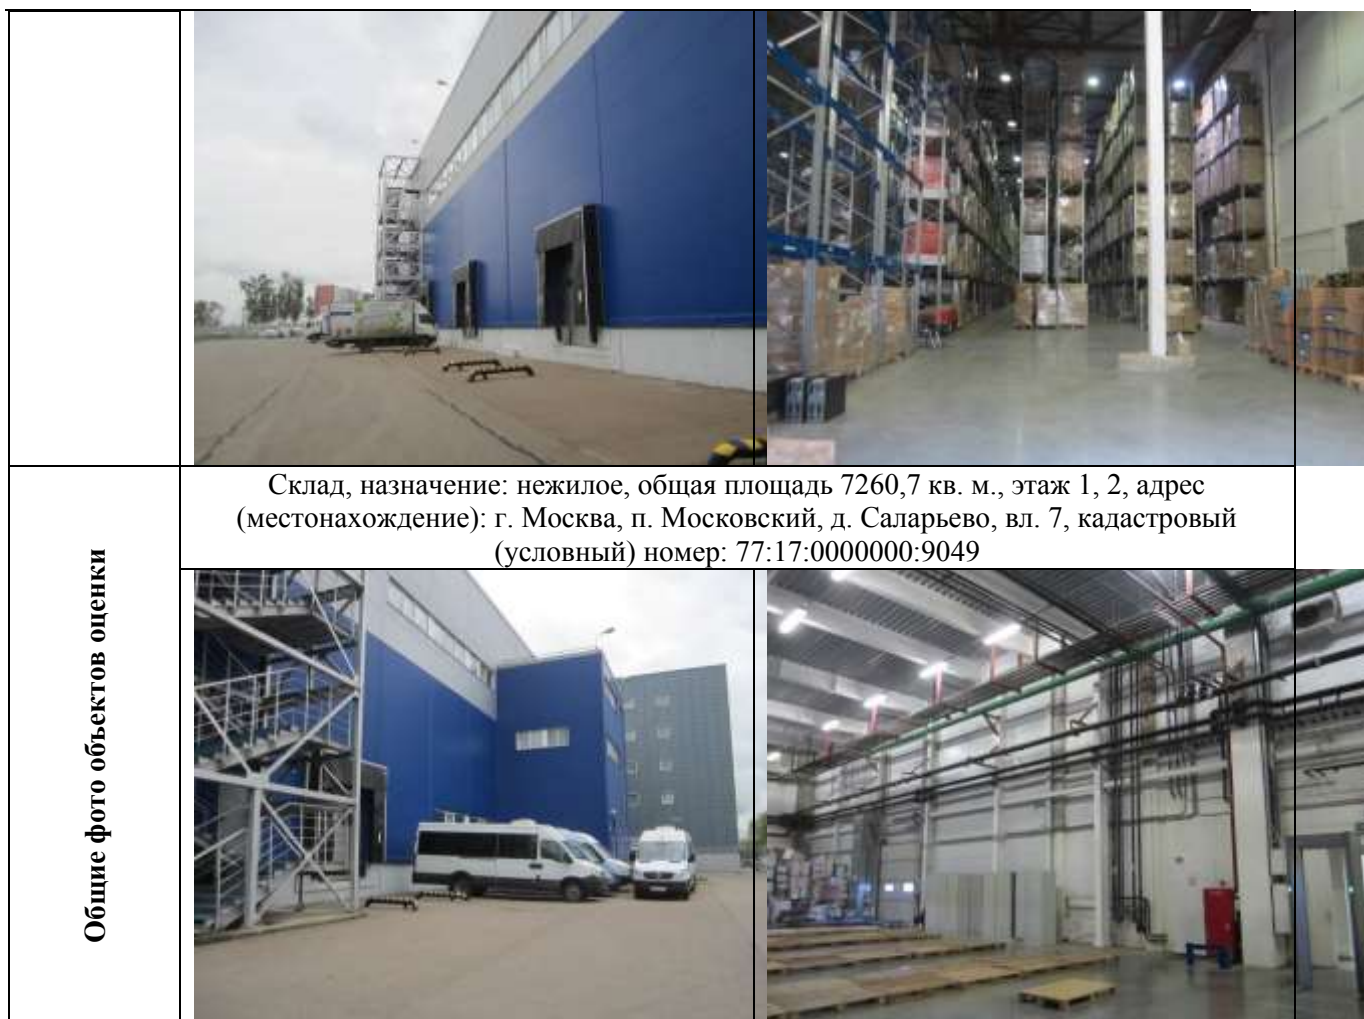 Склад, назначение: нежилое, общая площадь 7260,7 кв. м., этаж 1, 2, адрес
(местонахождение): г. Москва, п. Московский, д. Саларьево, вл. 7, кадастровый
(условный) номер: 77:17:0000000:9049
Общие фото объектов оценки